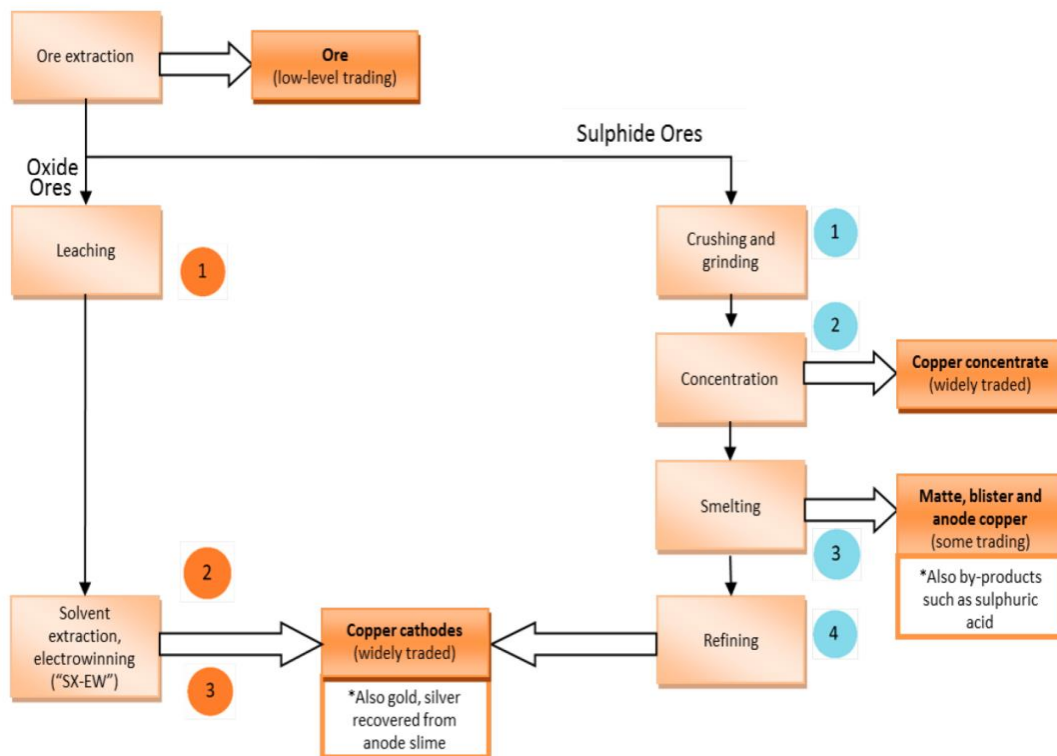 Ore extraction
Ore
(low-level trading)
Sulphide Ores
Oxide
Ores
Leaching
1
Crushing and
grinding
1
2
Concentration
Copper concentrate
(widely traded)
Smelting
3
Matte, blister and
anode copper
(some trading)
*Also by-products
such as sulphuric
acid
2
Solvent
extraction,
electrowinning
("SX-EW")
3
Copper cathodes
(widely traded)
*Also gold, silver
recovered from
anode slime
Refining
4